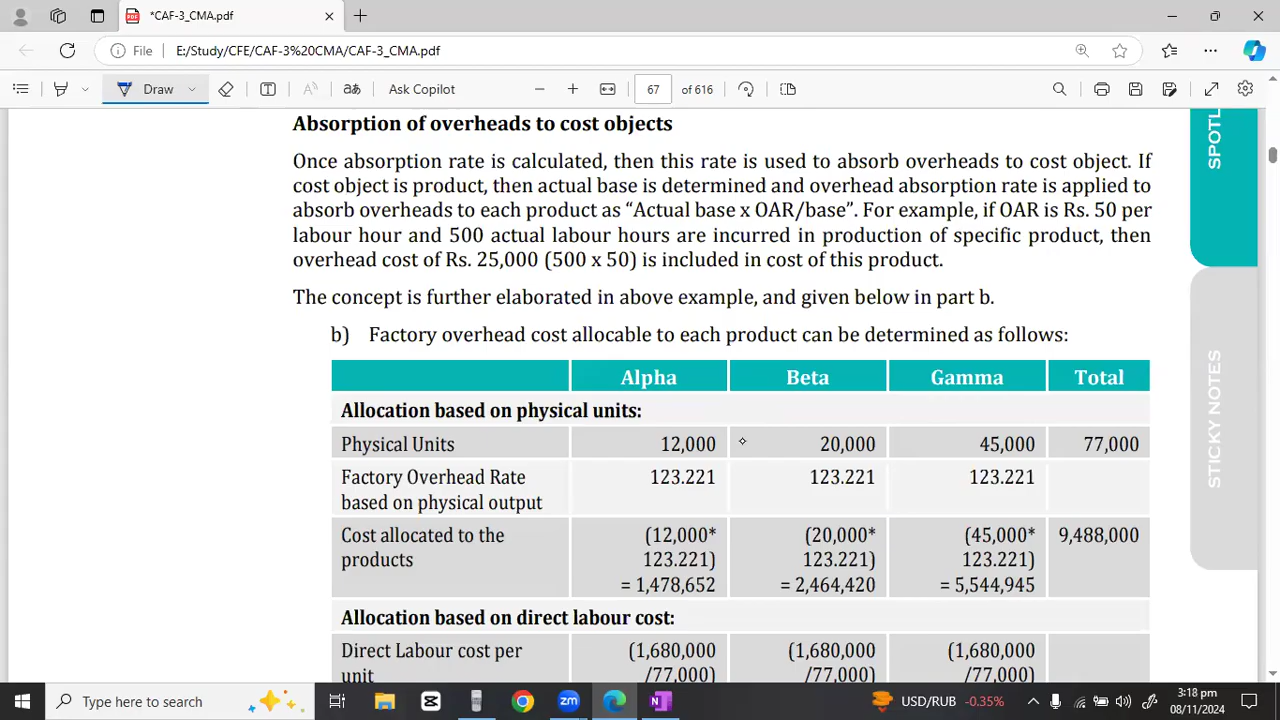 *CAF-3_CMA.pdf
File
E:/Study/CFE/CAF-3%20CMA/CAF-3_CMA.pdf
Draw
Ask Copilot
67 of 616
Absorption of overheads to cost objects
Once absorption rate is calculated, then this rate is used to absorb overheads to cost object. If
cost object is product, then actual base is determined and overhead absorption rate is applied to
absorb overheads to each product as “Actual base x OAR/base”. For example, if OAR is Rs. 50 per
labour hour and 500 actual labour hours are incurred in production of specific product, then
overhead cost of Rs. 25,000 (500 x 50) is included in cost of this product.
The concept is further elaborated in above example, and given below in part b.
b) Factory overhead cost allocable to each product can be determined as follows:
Alpha Beta Gamma Total
Allocation based on physical units:
Physical Units 12,000 20,000 45,000 77,000
Factory Overhead Rate 123.221 123.221 123.221
based on physical output
Cost allocated to the (12,000* (20,000* (45,000* 9,488,000
products 123.221) 123.221) 123.221)
= 1,478,652 = 2,464,420 = 5,544,945
Allocation based on direct labour cost:
Direct Labour cost per (1,680,000 (1,680,000 (1,680,000
unit /77,000) /77,000) /77,000)
SPOTL
STICKY NOTES
Type here to search
USD/RUB -0.35%
3:18 pm
08/11/2024